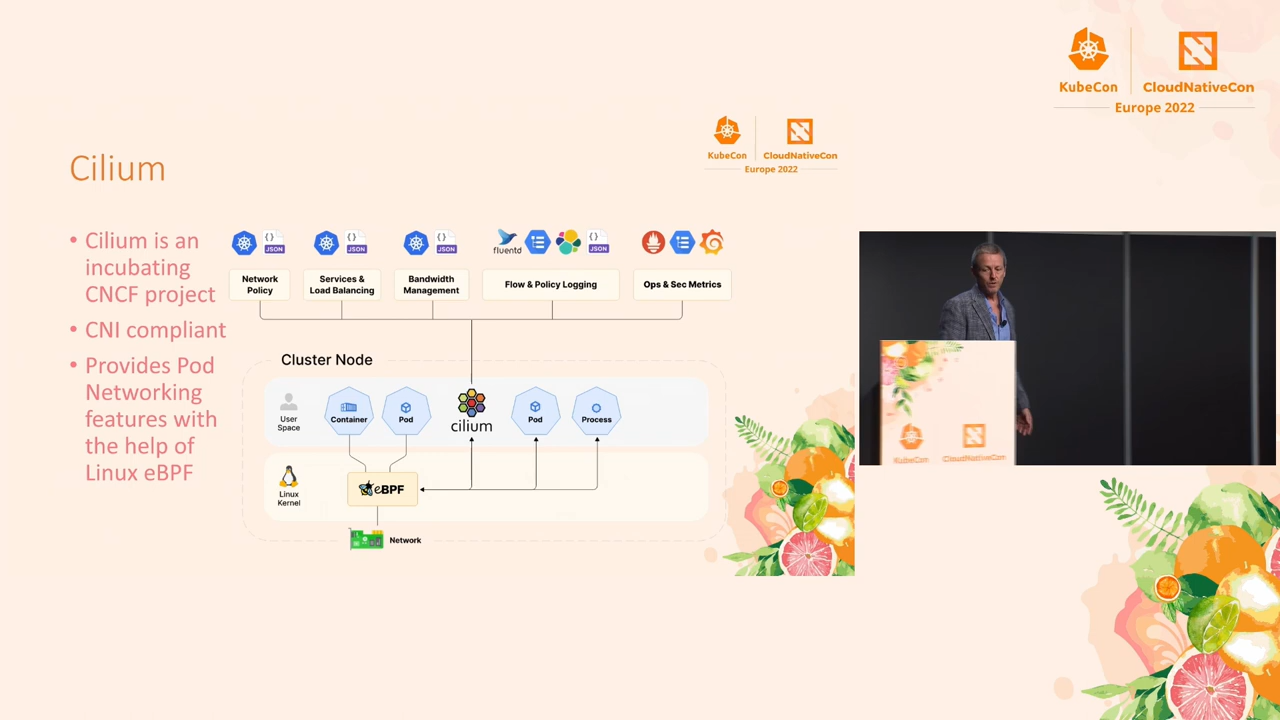 KubeCon
CloudNativeCon
Europe 2022
KubeCon
CloudNativeCon
Europe 2022
Cilium
• Cilium is an
incubating
CNCF project
• CNI compliant
• Provides Pod
Networking
features with
the help of
Linux eBPF
{}
JSON
{}
JSON
{}
JSON
fluentd
{}
JSON
Network
Policy
Services &
Load Balancing
Bandwidth
Management
Flow & Policy Logging
Ops & Sec Metrics
Cluster Node
User
Space
Container
Pod
cilium
Pod
Process
Linux
Kernel
eBPF
Network
KubeCon
CloudNativeCon